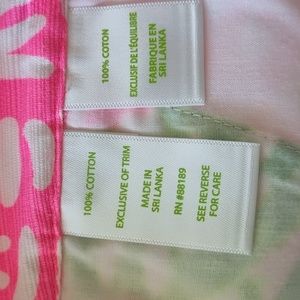 100% COTON
EXCLUSIF DE L'ÉQUILIBRE
FABRIQUE EN
SRI LANKA
100% COTTON
EXCLUSIVE OF TRIM
MADE IN
SRI LANKA
RN #88189
SEE REVERSE
FOR CARE